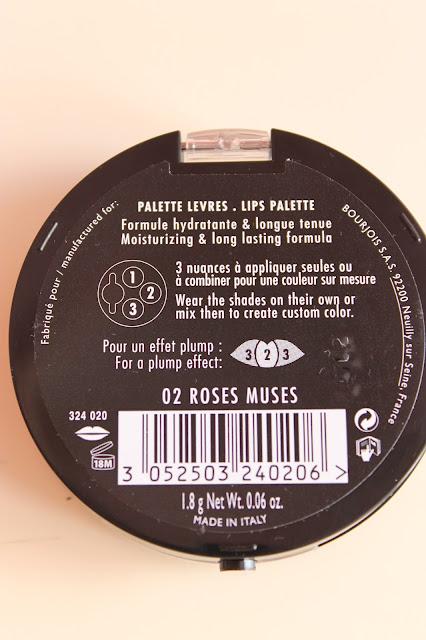 Fabriqué pour / manufactured for:
BOURJOIS S.A.S. 92200 Neuilly sur Seine, France
PALETTE LEVRES . LIPS PALETTE
Formule hydratante & longue tenue
Moisturizing & long lasting formula
1
2
3
3 nuances à appliquer seules ou
à combiner pour une couleur sur mesure
Wear the shades on their own or
mix then to create custom color.
Pour un effet plump :
For a plump effect:
3 2 3
02 ROSES MUSES
324 020
18M
3 052503 240206 >
1.8 g Net Wt. 0.06 oz.
MADE IN ITALY